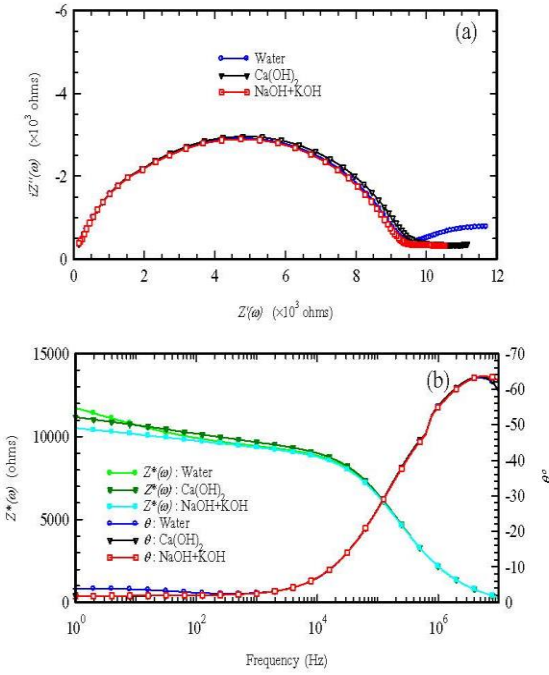 (a)
-6
-4
-2
0
iZ''(ω) (×10³ ohms)
Water
Ca(OH)₂
NaOH+KOH
0 2 4 6 8 10 12
Z'(ω) (×10³ ohms)
(b)
15000
10000
5000
0
Z*(ω) (ohms)
-70
-60
-50
-40
-30
-20
-10
0
θ°
Z*(ω) : Water
Z*(ω) : Ca(OH)₂
Z*(ω) : NaOH+KOH
θ : Water
θ : Ca(OH)₂
θ : NaOH+KOH
10⁰ 10² 10⁴ 10⁶
Frequency (Hz)